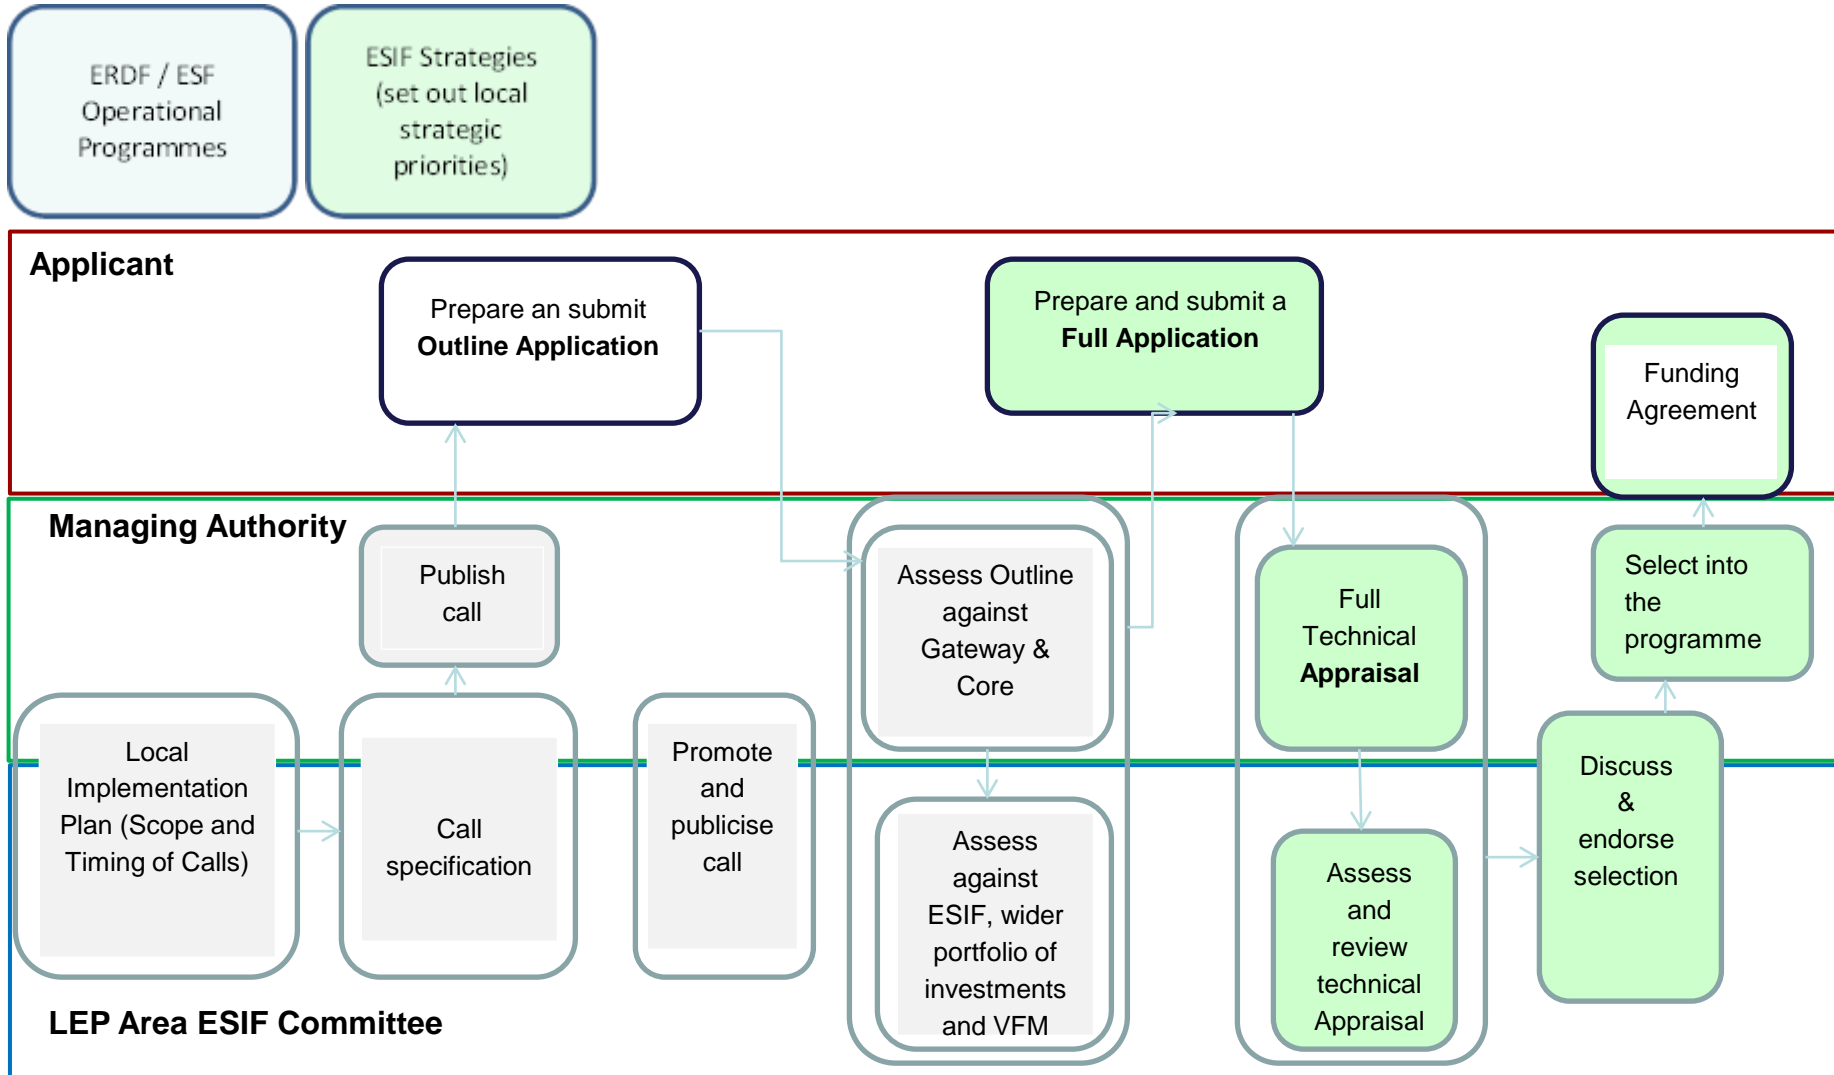 ERDF / ESF
Operational
Programmes
ESIF Strategies
(set out local
strategic
priorities)
Applicant
Prepare an submit
Outline Application
Prepare and submit a
Full Application
Funding
Agreement
Managing Authority
Publish
call
Assess Outline
against
Gateway &
Core
Full
Technical
Appraisal
Select into
the
programme
Local
Implementation
Plan (Scope and
Timing of Calls)
Call
specification
Promote
and
publicise
call
Assess
against
ESIF, wider
portfolio of
investments
and VFM
Assess
and
review
technical
Appraisal
Discuss
&
endorse
selection
LEP Area ESIF Committee